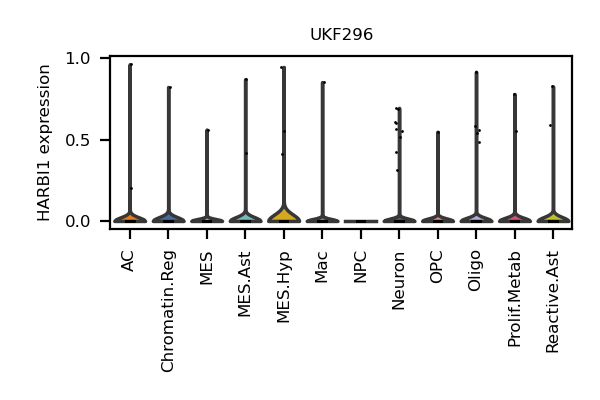 UKF296
HARBI1 expression
1.0
0.5
0.0
AC
Chromatin.Reg
MES
MES.Ast
MES.Hyp
Mac
NPC
Neuron
OPC
Oligo
Prolif.Metab
Reactive.Ast